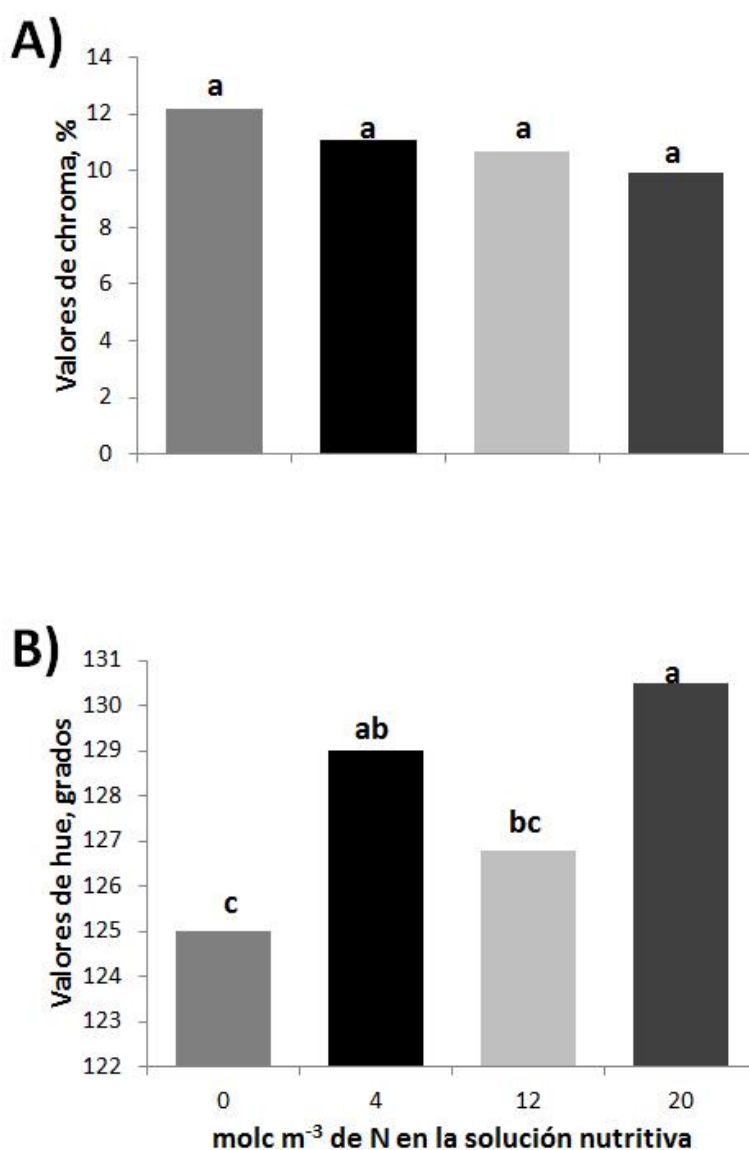 A)
Valores de chroma, %
14
12
10
8
6
4
2
0
a
a
a
a
B)
Valores de hue, grados
131
130
129
128
127
126
125
124
123
122
c
ab
bc
a
0 4 12 20
molc m⁻³ de N en la solución nutritiva